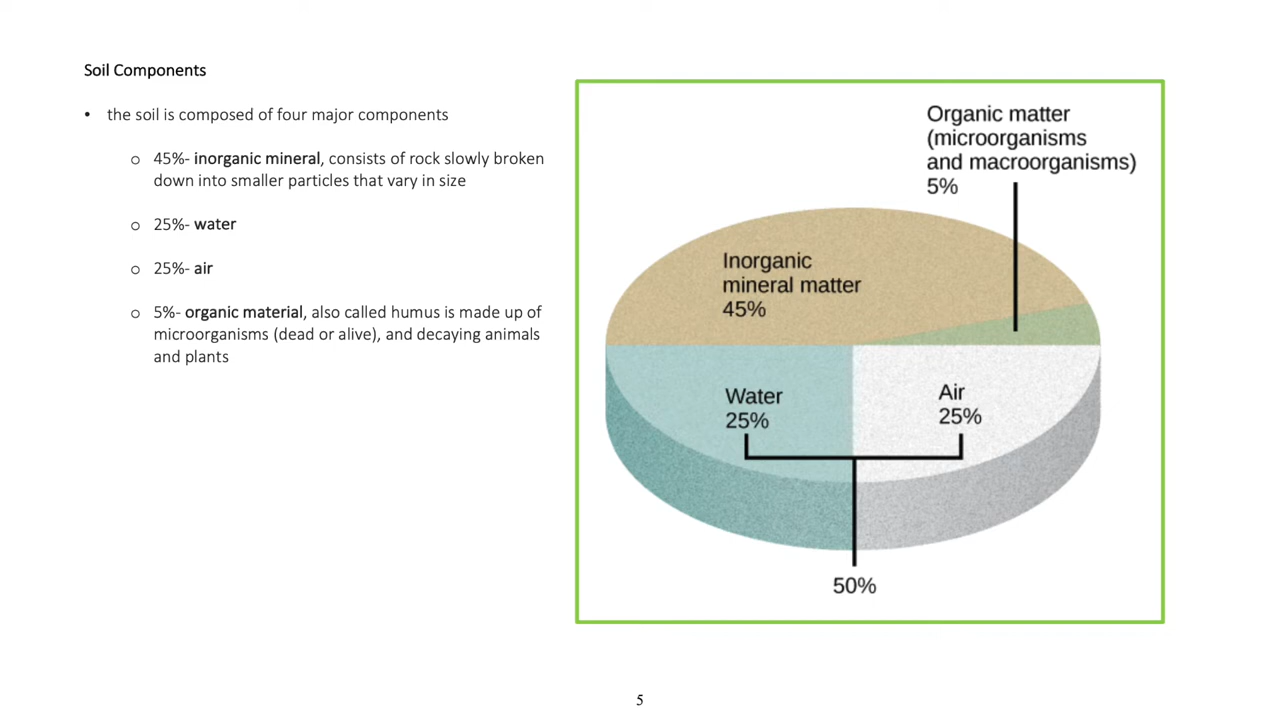 Soil Components
• the soil is composed of four major components
o 45%- inorganic mineral, consists of rock slowly broken
down into smaller particles that vary in size
o 25%- water
o 25%- air
o 5%- organic material, also called humus is made up of
microorganisms (dead or alive), and decaying animals
and plants
Organic matter
(microorganisms
and macroorganisms)
5%
Inorganic
mineral matter
45%
Water
25%
Air
25%
50%
5